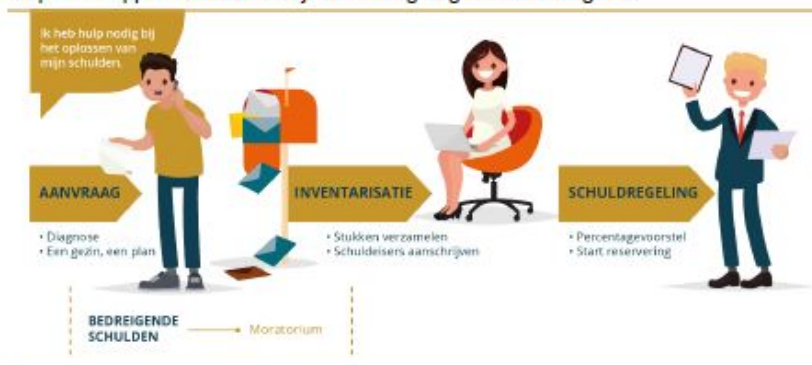 Ik heb hulp nodig bij
het oplossen van
mijn schulden.
AANVRAAG
• Diagnose
• Een gezin, een plan
INVENTARISATIE
• Stukken verzamelen
• Schuldeisers aanschrijven
SCHULDREGELING
• Percentagevoorstel
• Start reservering
BEDREIGENDE
SCHULDEN
Moratorium